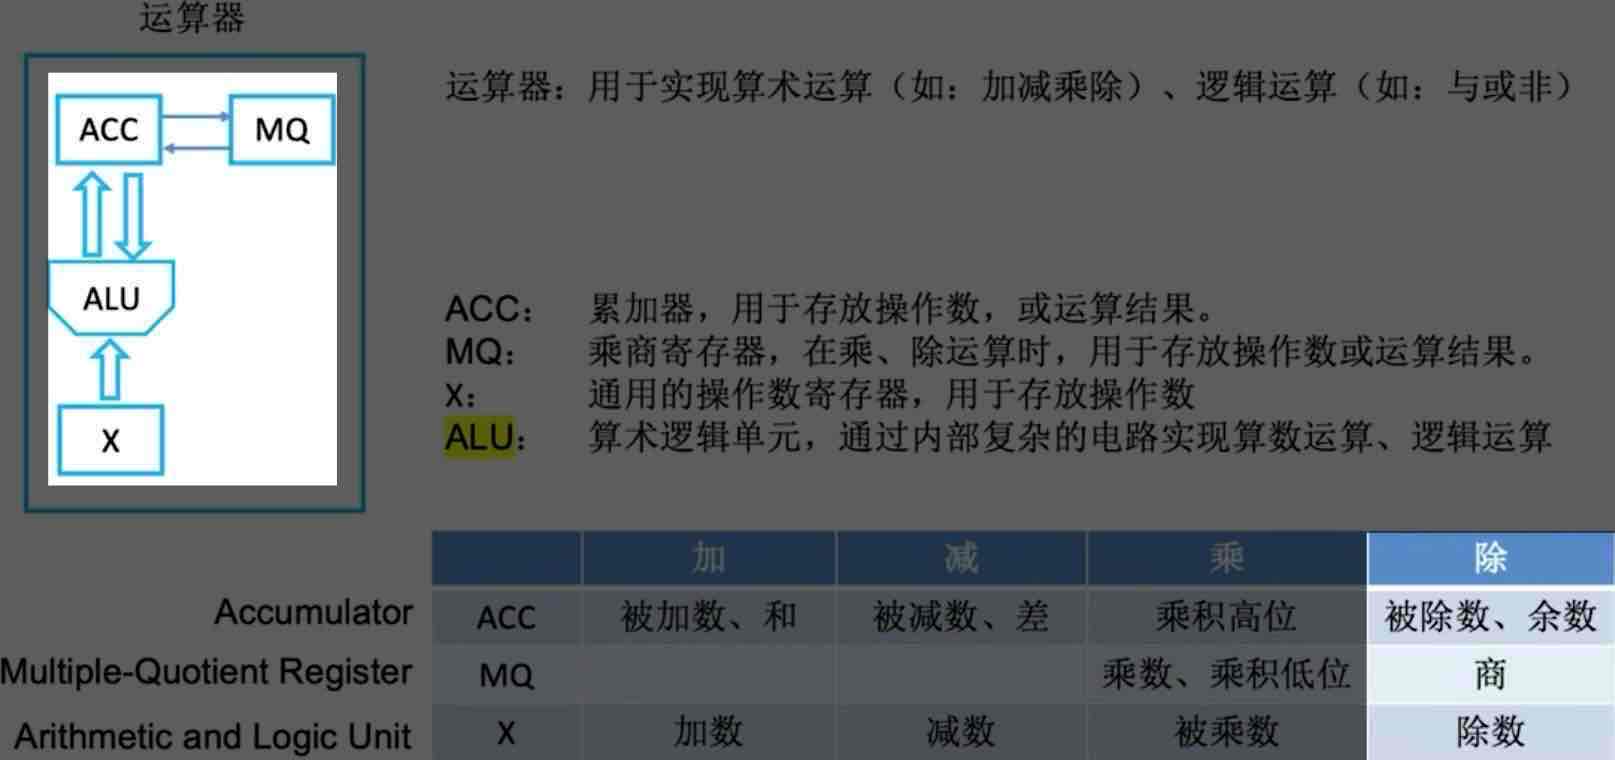 运算器
ACC
MQ
ALU
X
运算器：用于实现算术运算（如：加减乘除）、逻辑运算（如：与或非）
ACC： 累加器，用于存放操作数，或运算结果。
MQ： 乘商寄存器，在乘、除运算时，用于存放操作数或运算结果。
X： 通用的操作数寄存器，用于存放操作数
ALU： 算术逻辑单元，通过内部复杂的电路实现算数运算、逻辑运算
加 减 乘 除
Accumulator ACC 被加数、和 被减数、差 乘积高位 被除数、余数
Multiple-Quotient Register MQ 乘数、乘积低位 商
Arithmetic and Logic Unit X 加数 减数 被乘数 除数